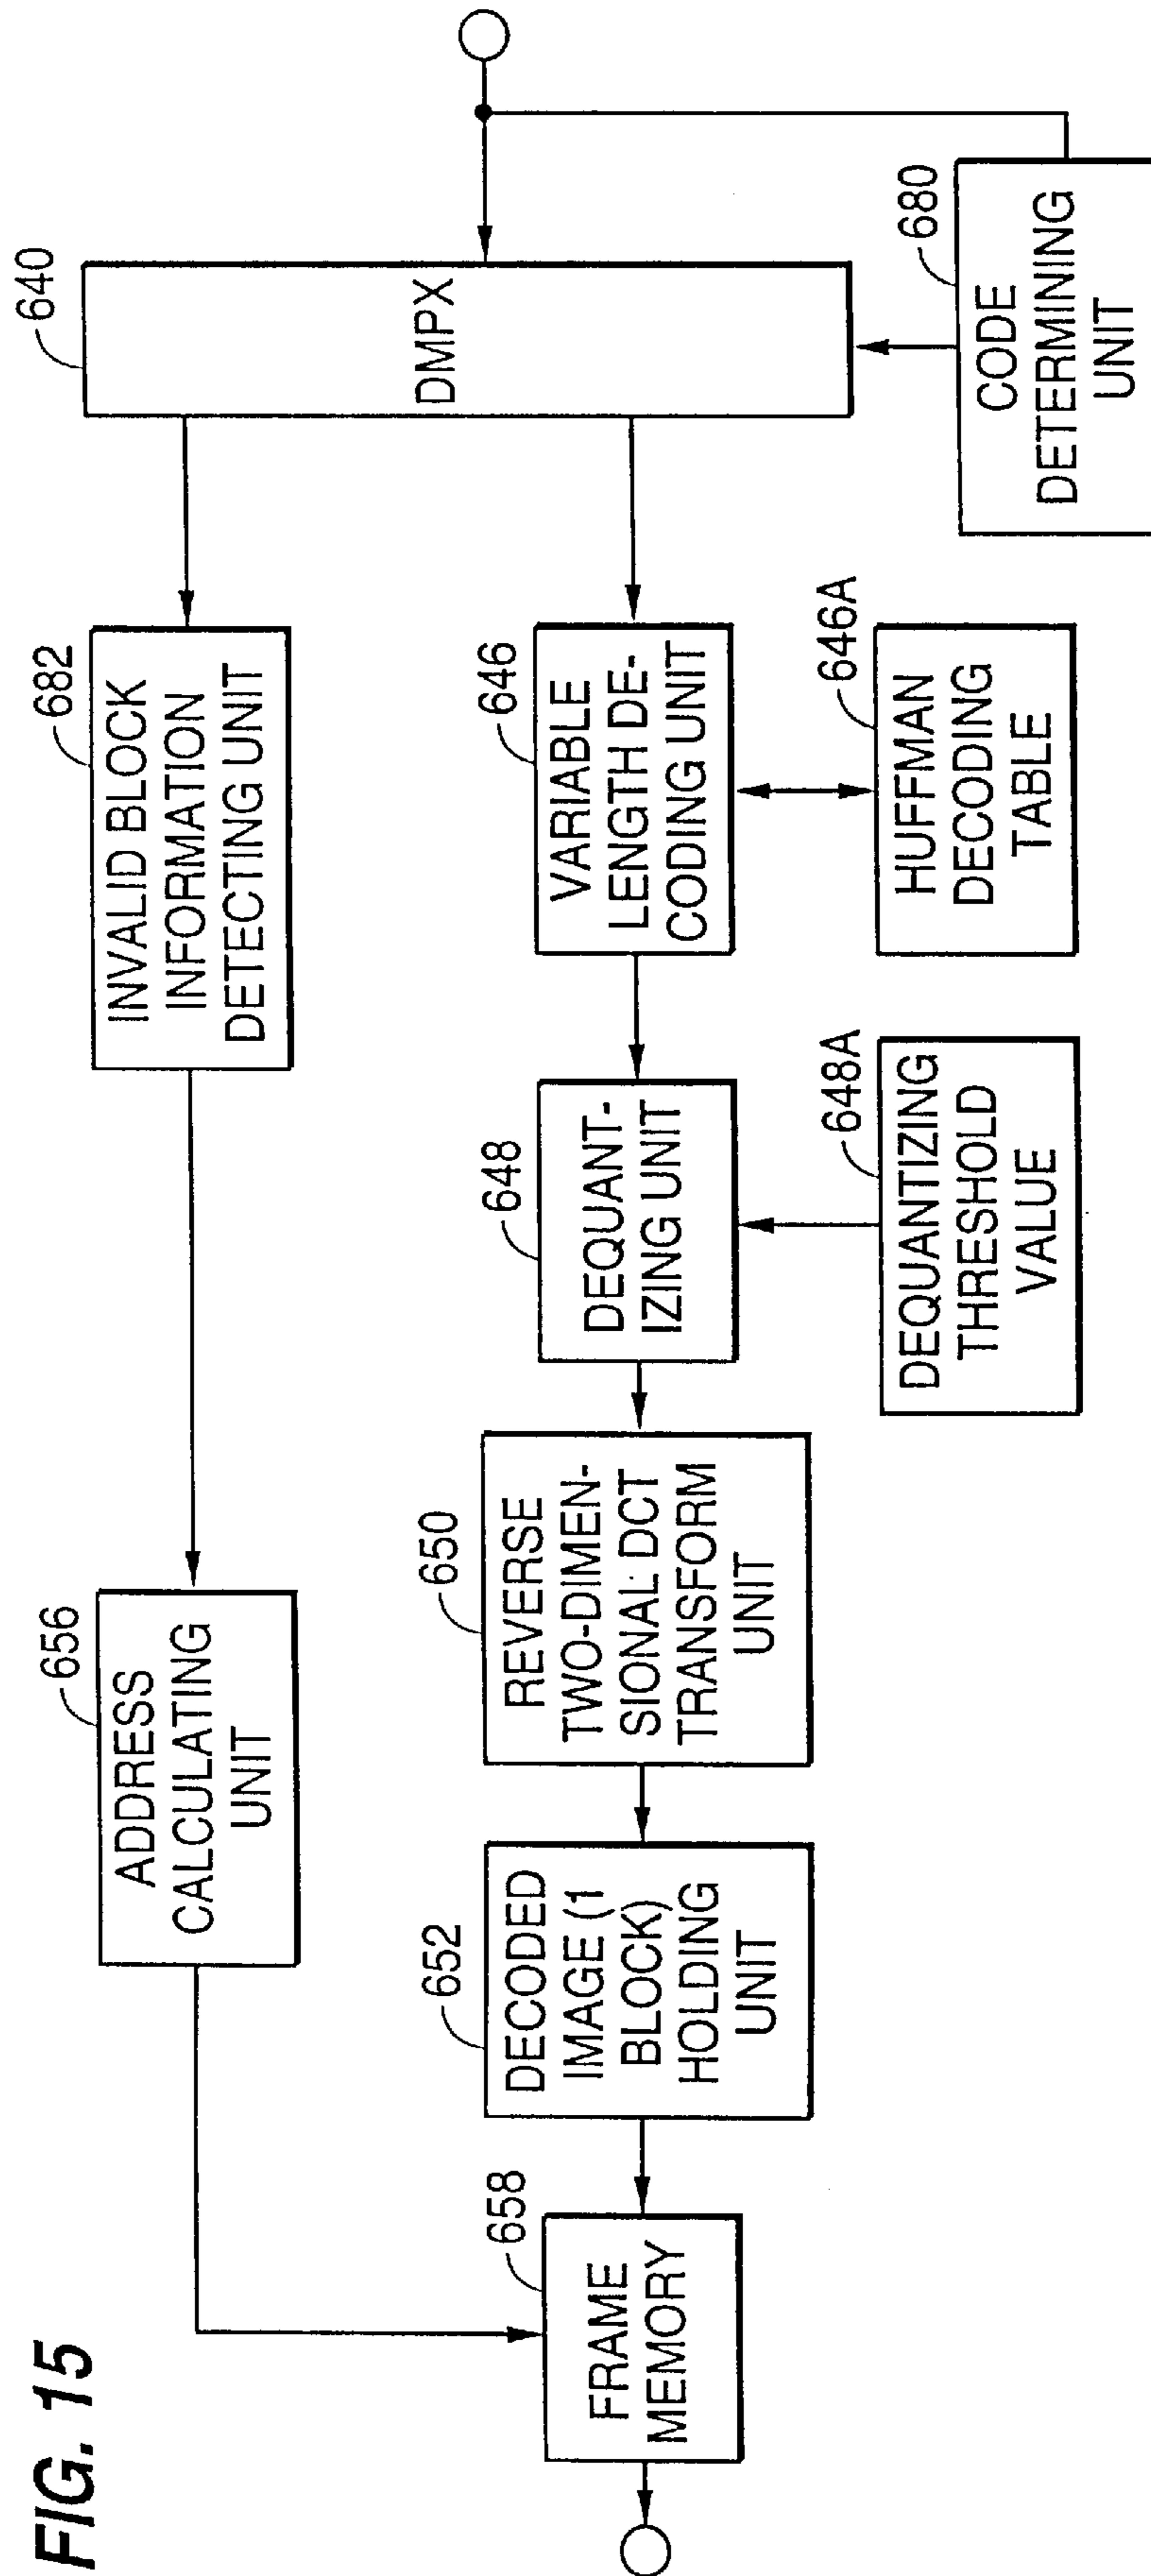 FIG. 15
656
ADDRESS
CALCULATING
UNIT
682
INVALID BLOCK
INFORMATION
DETECTING UNIT
640
DMPX
658
FRAME
MEMORY
652
DECODED
IMAGE (1
BLOCK)
HOLDING
UNIT
650
REVERSE
TWO-DIMEN-
SIONAL DCT
TRANSFORM
UNIT
648
DEQUANT-
IZING UNIT
646
VARIABLE
LENGTH DE-
CODING UNIT
648A
DEQUANTIZING
THRESHOLD
VALUE
646A
HUFFMAN
DECODING
TABLE
680
CODE
DETERMINING
UNIT